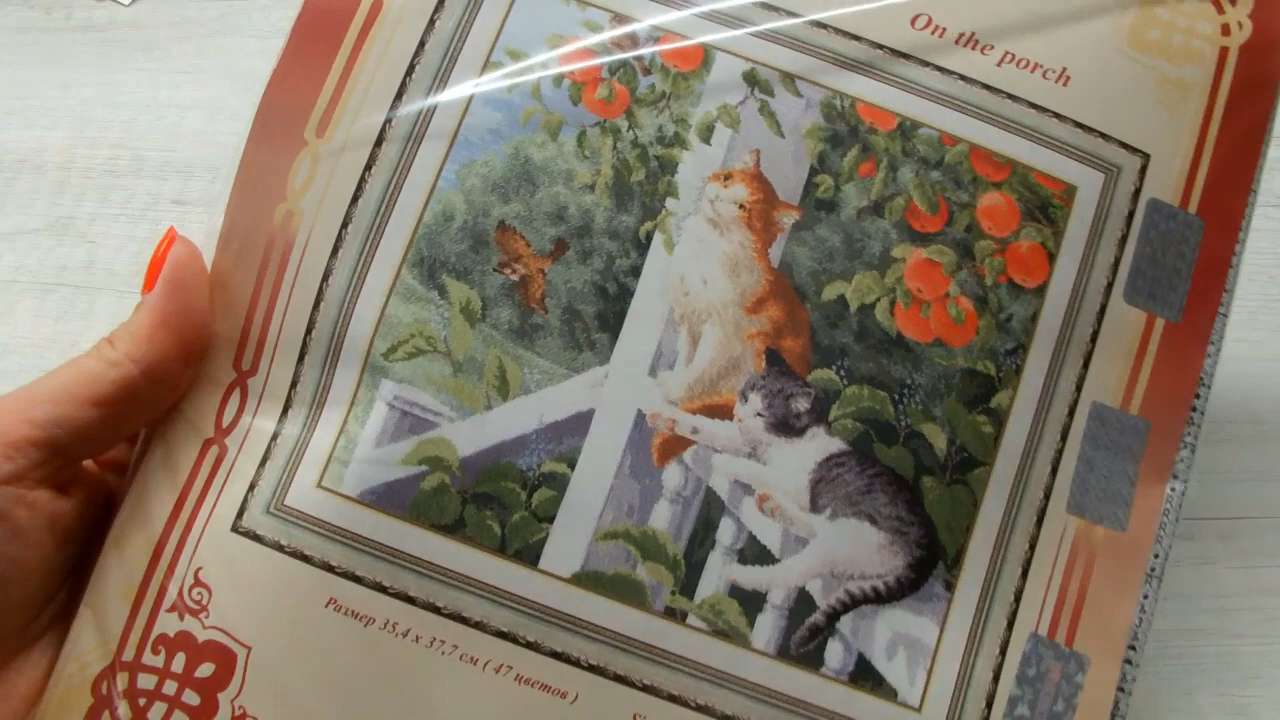 On the porch
Размер 35,4 х 37,7 см ( 47 цветов )